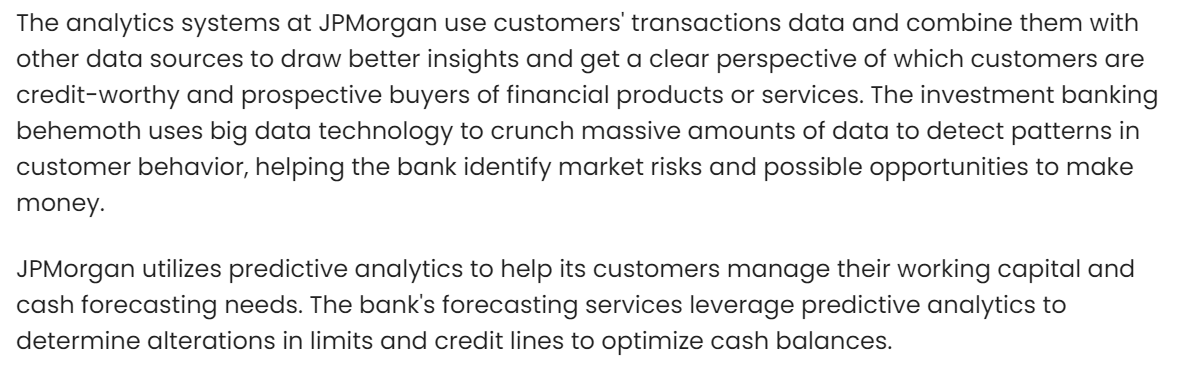 The analytics systems at JPMorgan use customers' transactions data and combine them with
other data sources to draw better insights and get a clear perspective of which customers are
credit-worthy and prospective buyers of financial products or services. The investment banking
behemoth uses big data technology to crunch massive amounts of data to detect patterns in
customer behavior, helping the bank identify market risks and possible opportunities to make
money.
JPMorgan utilizes predictive analytics to help its customers manage their working capital and
cash forecasting needs. The bank's forecasting services leverage predictive analytics to
determine alterations in limits and credit lines to optimize cash balances.